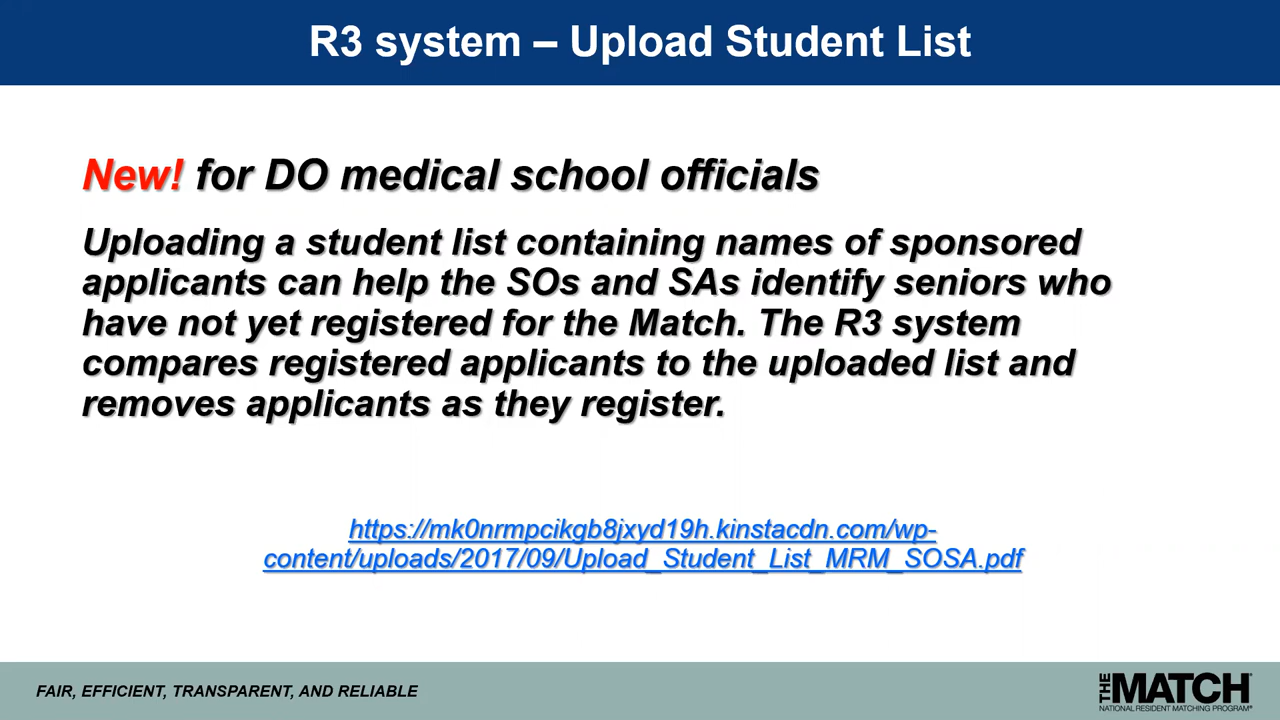 R3 system – Upload Student List
New! for DO medical school officials
Uploading a student list containing names of sponsored
applicants can help the SOs and SAs identify seniors who
have not yet registered for the Match. The R3 system
compares registered applicants to the uploaded list and
removes applicants as they register.
https://mk0nrmpcikgb8jxyd19h.kinstacdn.com/wp-
content/uploads/2017/09/Upload_Student_List_MRM_SOSA.pdf
FAIR, EFFICIENT, TRANSPARENT, AND RELIABLE
THE MATCH
NATIONAL RESIDENT MATCHING PROGRAM®